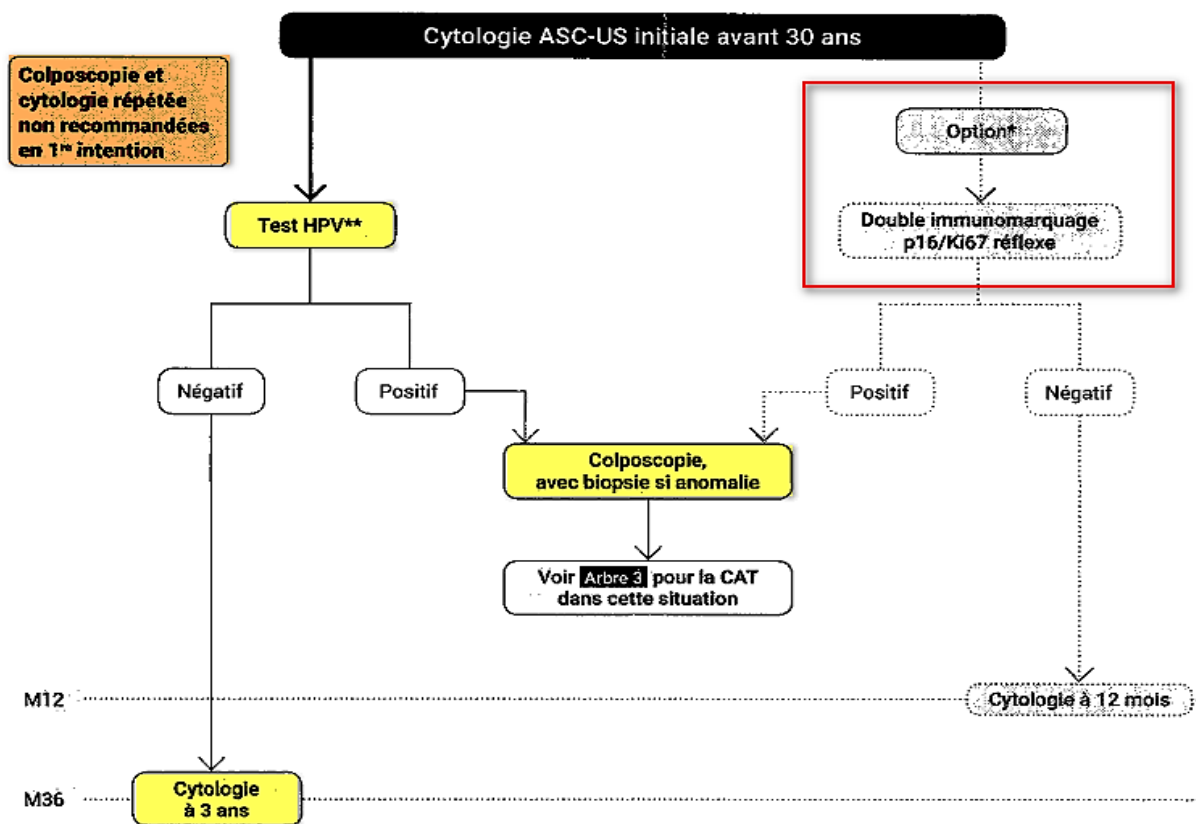 Cytologie ASC-US initiale avant 30 ans
Colposcopie et
cytologie répétée
non recommandées
en 1re intention
Option*
Test HPV**
Double immunomarquage
p16/Ki67 réflexe
Négatif
Positif
Positif
Négatif
Colposcopie,
avec biopsie si anomalie
Voir Arbre 3 pour la CAT
dans cette situation
M12
Cytologie à 12 mois
M36
Cytologie
à 3 ans